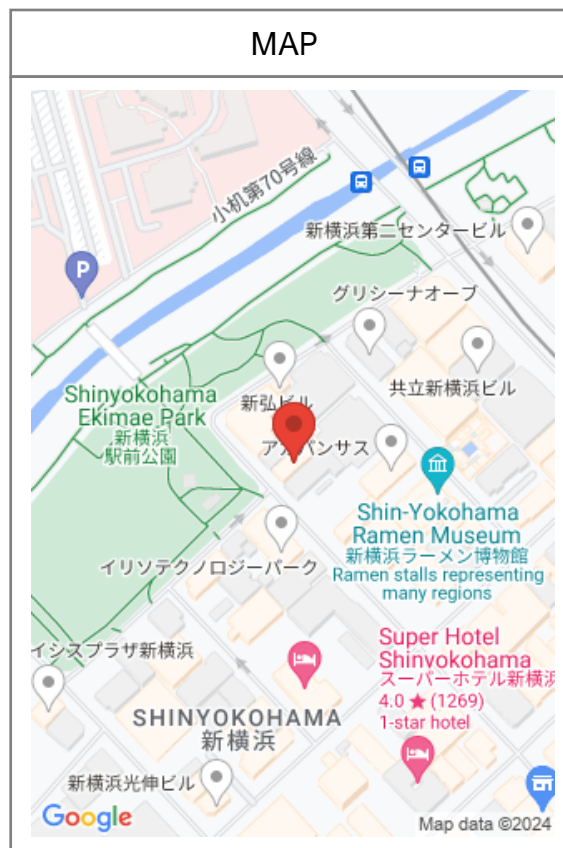 MAP
小机第70号線
新横浜第二センタービル
グリシーナオーブ
P
共立新横浜ビル
Shinyokohama
Ekimae Park
新横浜
駅前公園
新弘ビル
Shin-Yokohama
Ramen Museum
新横浜ラーメン博物館
Ramen stalls representing
many regions
イリソテクノロジーパーク
イシスプラザ新横浜
Super Hotel
Shinyokohama
スーパーホテル新横浜
4.0 ★ (1269)
1-star hotel
SHINYOKOHAMA
新横浜
新横浜光伸ビル
Google
Map data ©2024